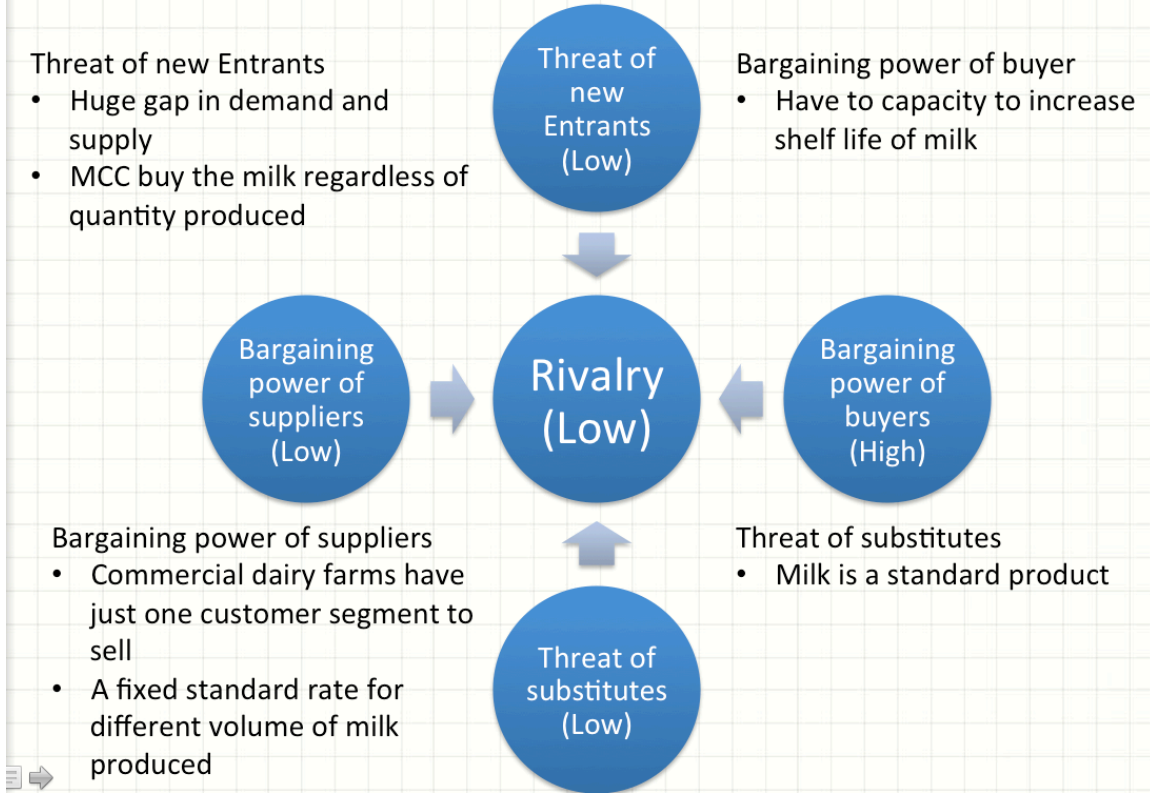 Threat of new Entrants
• Huge gap in demand and
supply
• MCC buy the milk regardless of
quantity produced
Threat of
new
Entrants
(Low)
Bargaining power of buyer
• Have to capacity to increase
shelf life of milk
Bargaining
power of
suppliers
(Low)
Rivalry
(Low)
Bargaining
power of
buyers
(High)
Bargaining power of suppliers
• Commercial dairy farms have
just one customer segment to
sell
• A fixed standard rate for
different volume of milk
produced
Threat of
substitutes
(Low)
Threat of substitutes
• Milk is a standard product